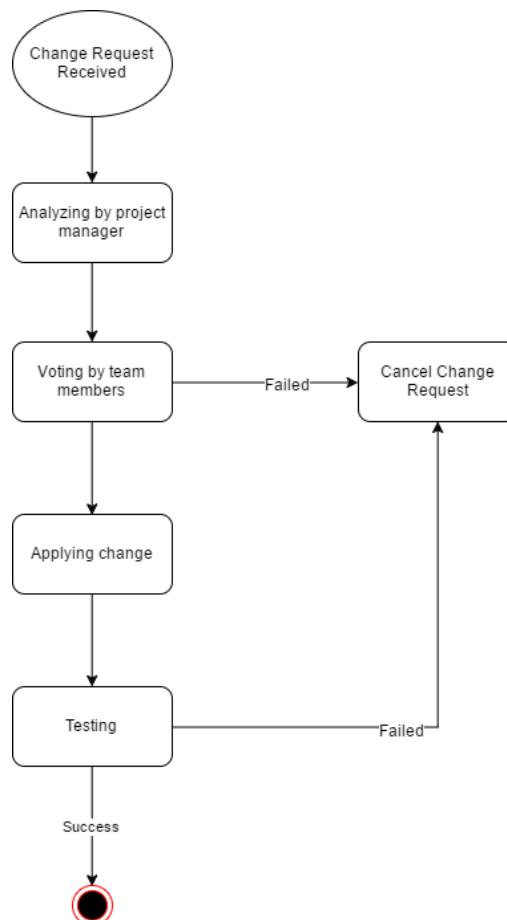 Change Request
Received
Analyzing by project
manager
Voting by team
members
Failed
Cancel Change
Request
Applying change
Testing
Failed
Success